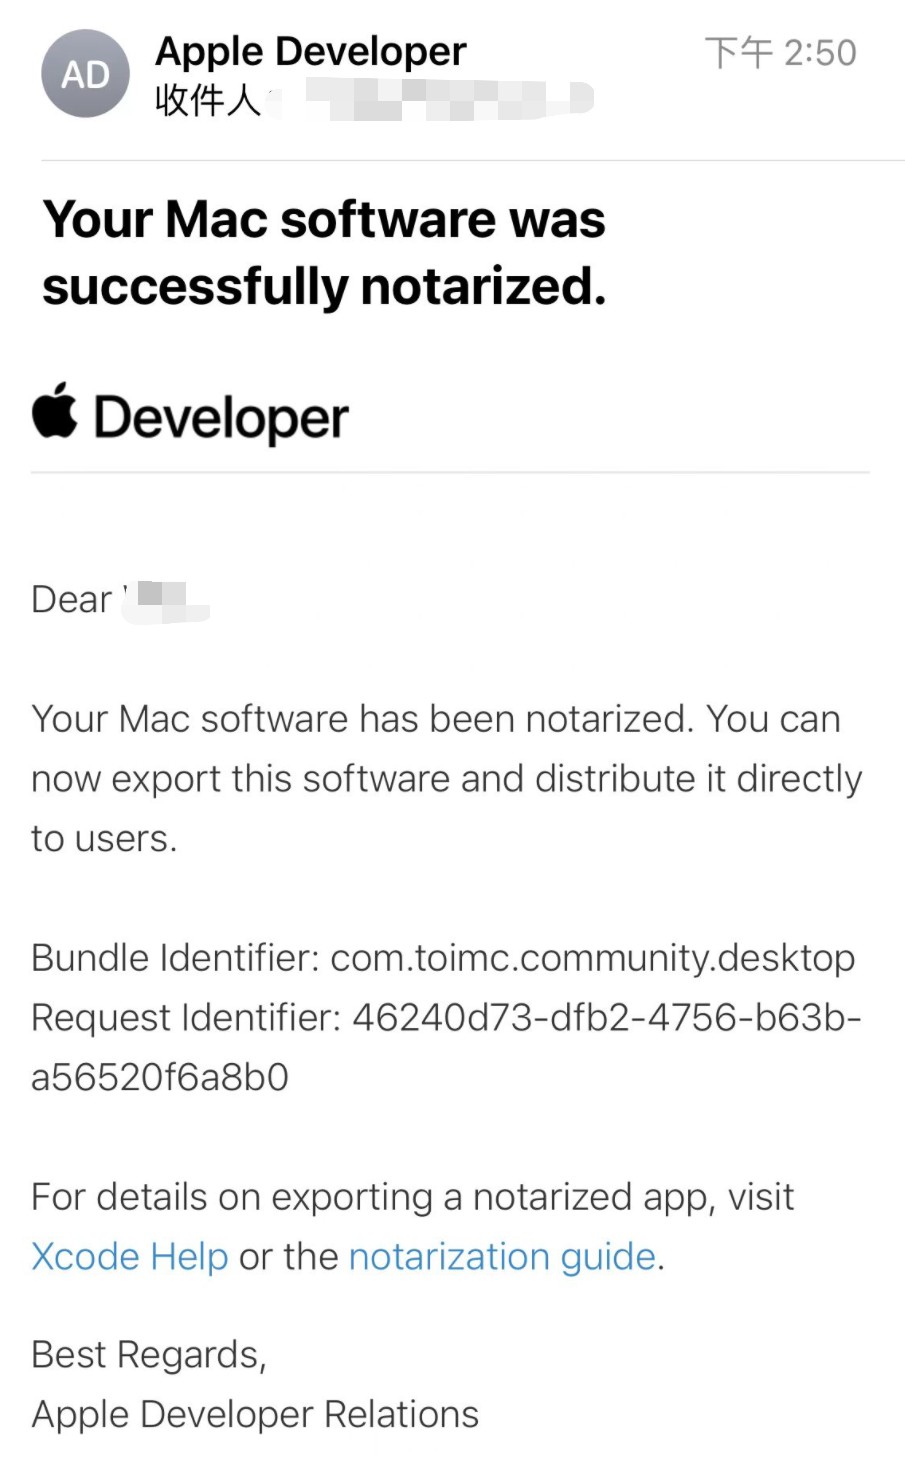 AD
Apple Developer
下午 2:50
收件人
Your Mac software was
successfully notarized.
Developer
Dear
Your Mac software has been notarized. You can
now export this software and distribute it directly
to users.
Bundle Identifier: com.toimc.community.desktop
Request Identifier: 46240d73-dfb2-4756-b63b-
a56520f6a8b0
For details on exporting a notarized app, visit
Xcode Help or the notarization guide.
Best Regards,
Apple Developer Relations